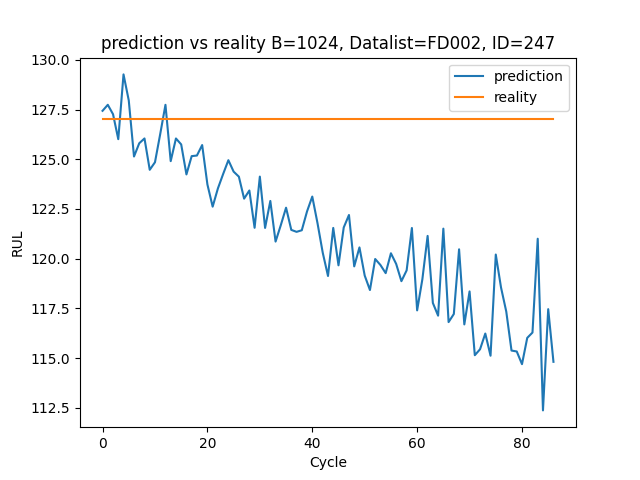 prediction vs reality B=1024, Datalist=FD002, ID=247
prediction
reality
130.0
127.5
125.0
122.5
120.0
117.5
115.0
112.5
RUL
0
20
40
60
80
Cycle